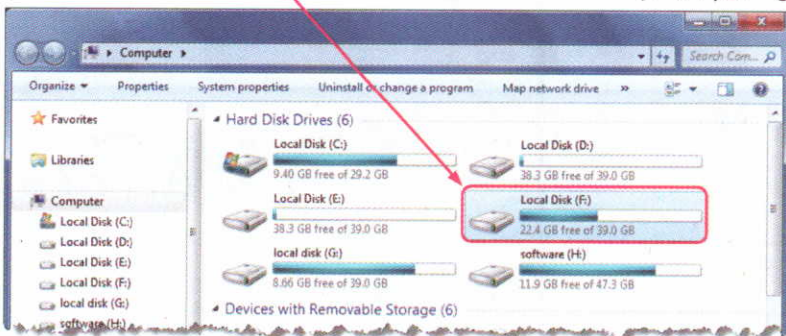 Computer
Search Com...
Organize
Properties
System properties
Uninstall or change a program
Map network drive
»
Favorites
Libraries
Computer
Local Disk (C:)
Local Disk (D:)
Local Disk (E:)
Local Disk (F:)
local disk (G:)
software (H:)
Hard Disk Drives (6)
Local Disk (C:)
9.40 GB free of 29.2 GB
Local Disk (D:)
38.3 GB free of 39.0 GB
Local Disk (E:)
38.3 GB free of 39.0 GB
Local Disk (F:)
22.4 GB free of 39.0 GB
local disk (G:)
8.66 GB free of 39.0 GB
software (H:)
11.9 GB free of 47.3 GB
Devices with Removable Storage (6)